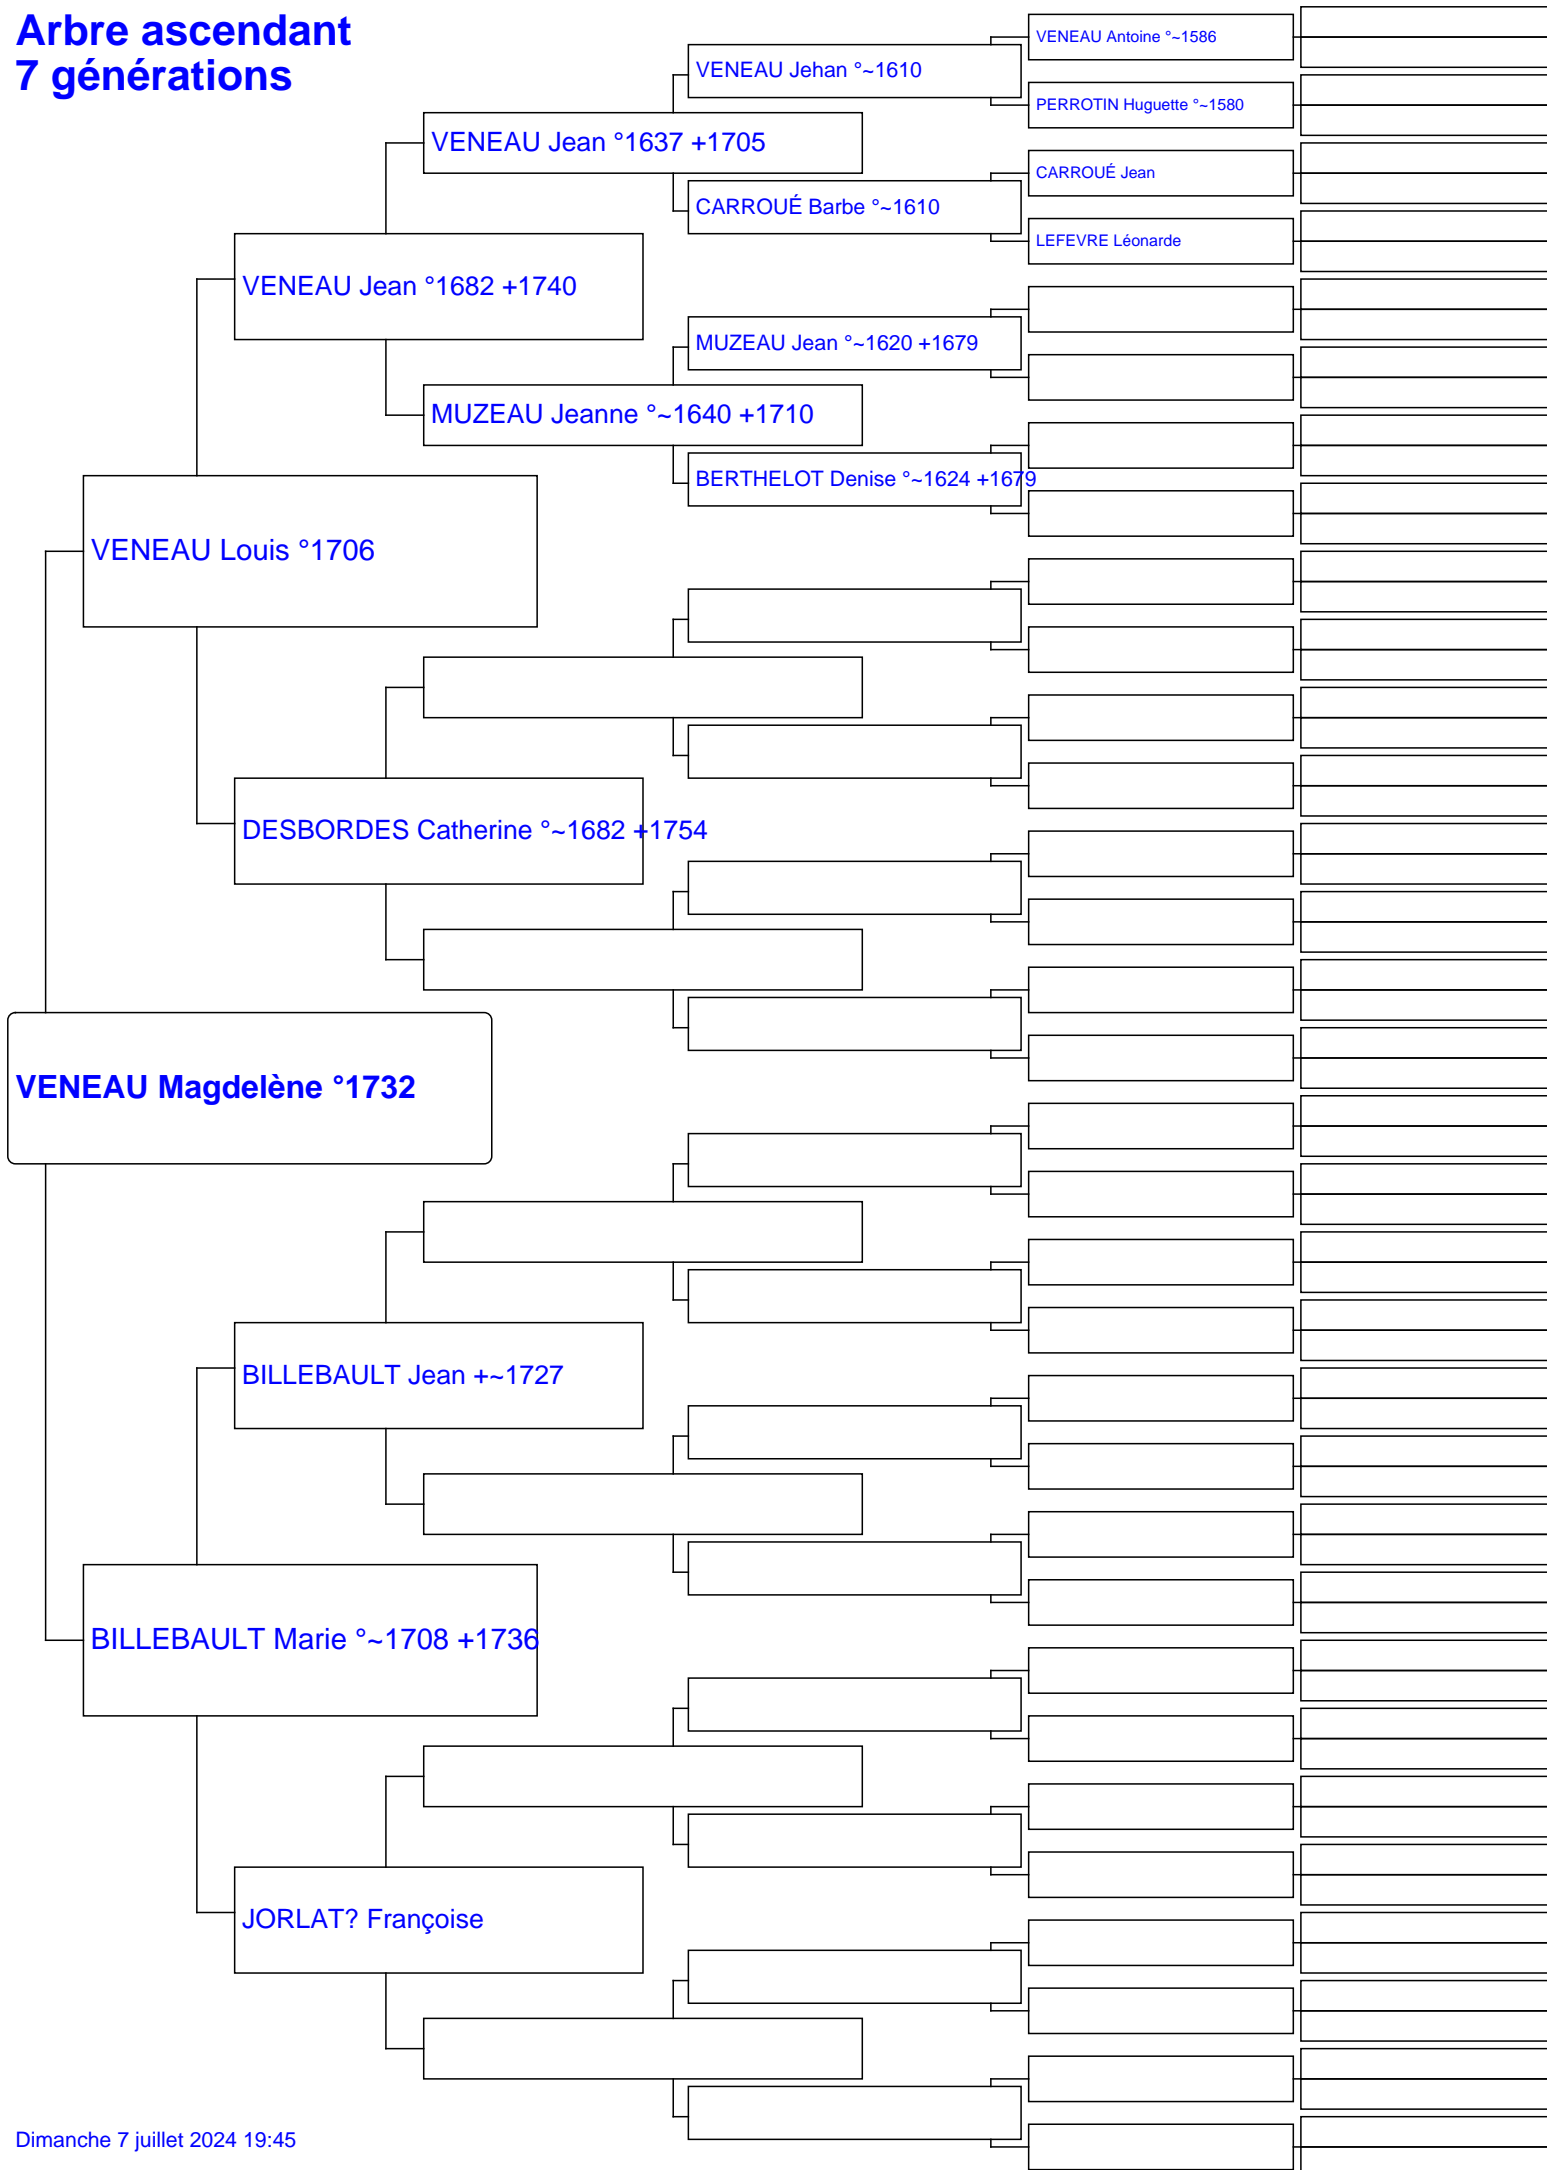 Arbre ascendant
7 générations
VENEAU Antoine °~1586
VENEAU Jehan °~1610
PERROTIN Huguette °~1580
VENEAU Jean °1637 +1705
CARROUÉ Jean
CARROUÉ Barbe °~1610
LEFEVRE Léonarde
VENEAU Jean °1682 +1740
MUZEAU Jean °~1620 +1679
MUZEAU Jeanne °~1640 +1710
BERTHELOT Denise °~1624 +1679
VENEAU Louis °1706
DESBORDES Catherine °~1682 +1754
VENEAU Magdelène °1732
BILLEBAULT Jean +~1727
BILLEBAULT Marie °~1708 +1736
JORLAT? Françoise
Dimanche 7 juillet 2024 19:45